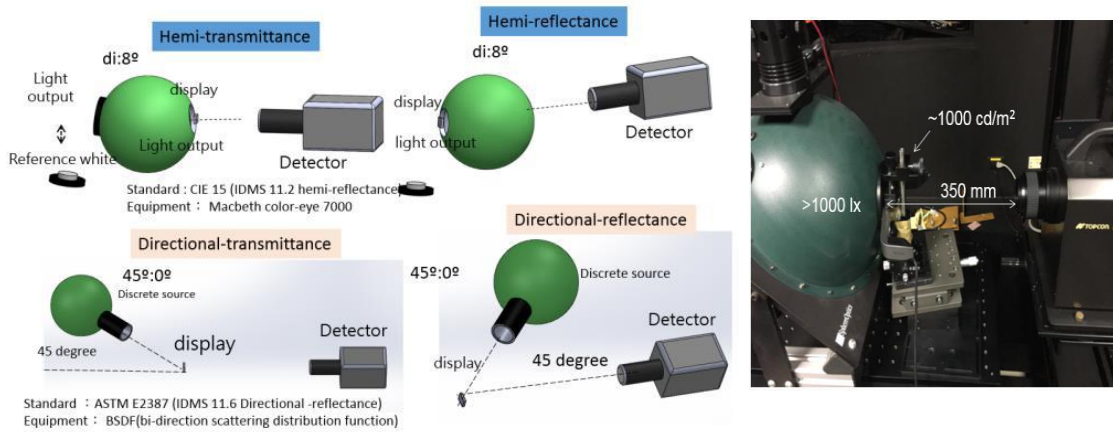 Hemi-transmittance
di:8º
Light
output
display
Light output
Reference white
Detector
Standard : CIE 15 (IDMS 11.2 hemi-reflectance)
Equipment： Macbeth color-eye 7000
Hemi-reflectance
di:8º
display
light output
Detector
Directional-transmittance
45º:0º
Discrete source
45 degree
display
Detector
Standard ：ASTM E2387 (IDMS 11.6 Directional -reflectance)
Equipment： BSDF(bi-direction scattering distribution function)
Directional-reflectance
45º:0º
Discrete source
display
45 degree
Detector
~1000 cd/m²
350 mm
>1000 lx
TOPCON